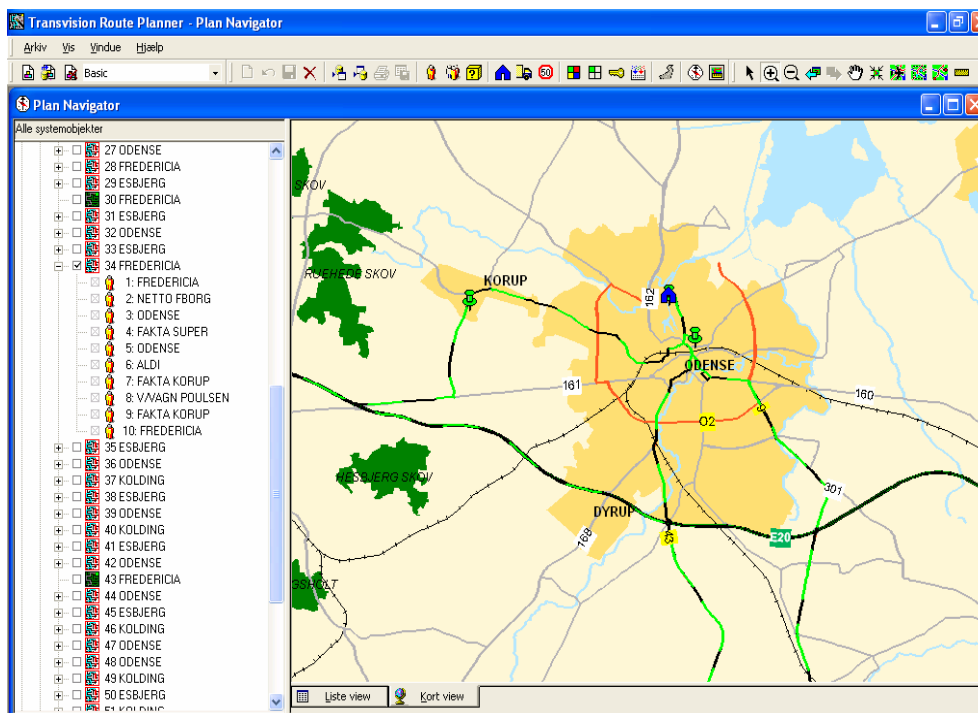 Transvision Route Planner - Plan Navigator
Arkiv Vis Vindue Hjælp
Basic
50
Plan Navigator
Alle systemobjekter
27 ODENSE
28 FREDERICIA
29 ESBJERG
30 FREDERICIA
31 ESBJERG
32 ODENSE
33 ESBJERG
34 FREDERICIA
1: FREDERICIA
2: NETTO FBORG
3: ODENSE
4: FAKTA SUPER
5: ODENSE
6: ALDI
7: FAKTA KORUP
8: V/VAGN POULSEN
9: FAKTA KORUP
10: FREDERICIA
35 ESBJERG
36 ODENSE
37 KOLDING
38 ESBJERG
39 ODENSE
40 KOLDING
41 ESBJERG
42 ODENSE
43 FREDERICIA
44 ODENSE
45 ESBJERG
46 KOLDING
47 ODENSE
48 ODENSE
49 KOLDING
50 ESBJERG
51 KOLDING
SKOV
RUEHEDE SKOV
KORUP
162
ODENSE
161
160
9
O2
HESBJERG SKOV
301
DYRUP
168
43
E20
GSHOLT
Liste view
Kort view